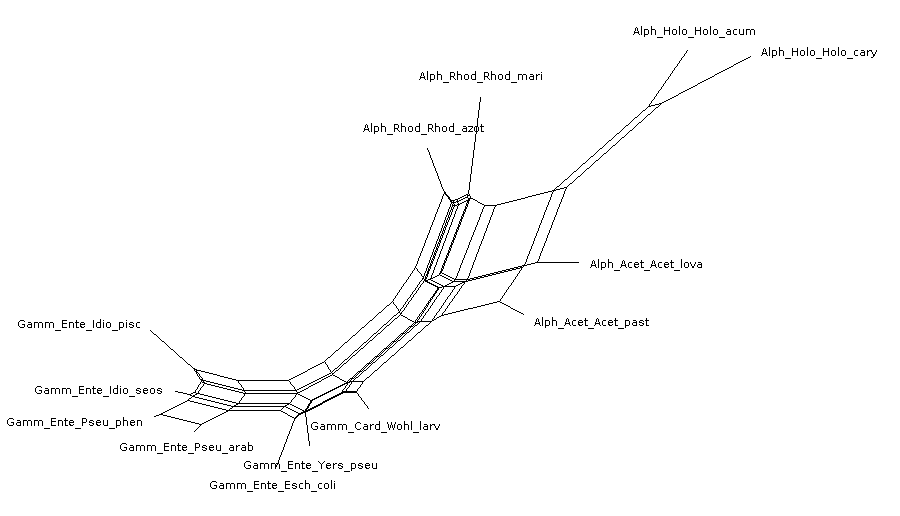 Alph_Holo_Holo_acum
Alph_Holo_Holo_cary
Alph_Rhod_Rhod_mari
Alph_Rhod_Rhod_azot
Alph_Acet_Acet_lova
Alph_Acet_Acet_past
Gamm_Ente_Idio_pisc
Gamm_Ente_Idio_seos
Gamm_Ente_Pseu_phen
Gamm_Card_Wohl_larv
Gamm_Ente_Pseu_arab
Gamm_Ente_Yers_pseu
Gamm_Ente_Esch_coli